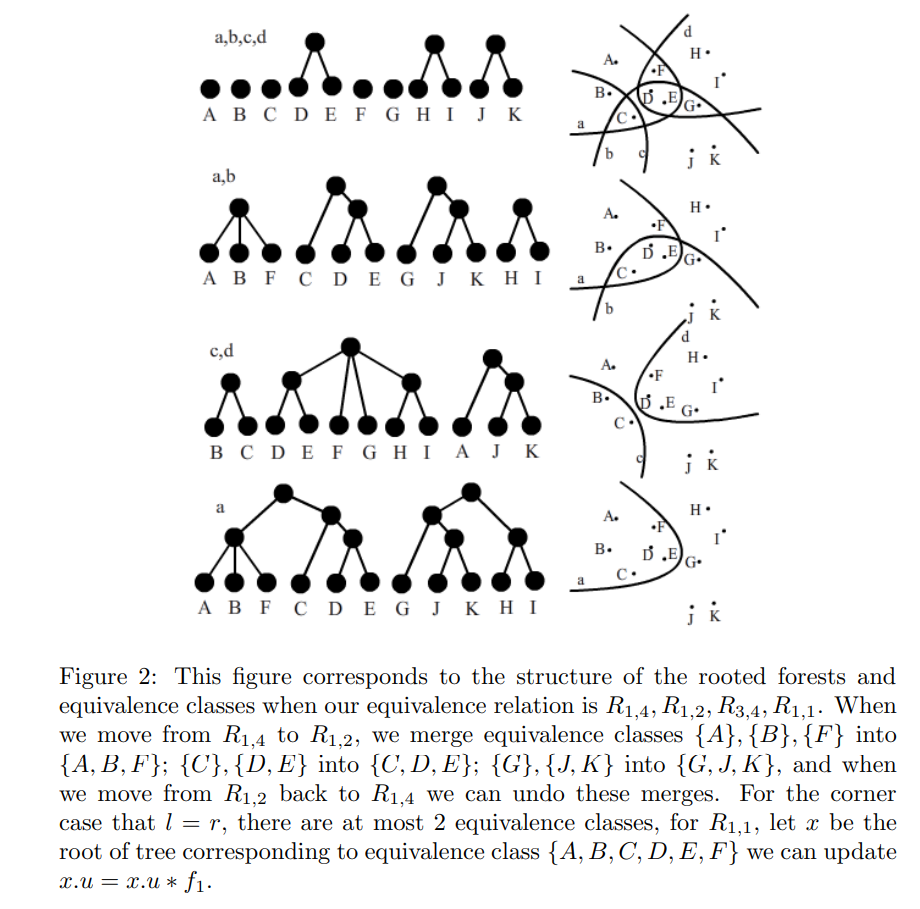 a,b,c,d
A B C D E F G H I J K
d
A
H
F
I
B
D E
G
C
a
b c
j K
a,b
A B F C D E G J K H I
A
H
F
I
B
D E
G
C
a
b
j K
c,d
B C D E F G H I A J K
d
A
H
F
I
B
D E
G
C
c
j K
a
A B F C D E G J K H I
A
H
F
I
B
D E
G
C
a
j K
Figure 2: This figure corresponds to the structure of the rooted forests and
equivalence classes when our equivalence relation is R₁,₄, R₁,₂, R₃,₄, R₁,₁. When
we move from R₁,₄ to R₁,₂, we merge equivalence classes {A}, {B}, {F} into
{A, B, F}; {C}, {D, E} into {C, D, E}; {G}, {J, K} into {G, J, K}, and when
we move from R₁,₂ back to R₁,₄ we can undo these merges. For the corner
case that l = r, there are at most 2 equivalence classes, for R₁,₁, let x be the
root of tree corresponding to equivalence class {A, B, C, D, E, F} we can update
x.u = x.u ∗ f₁.